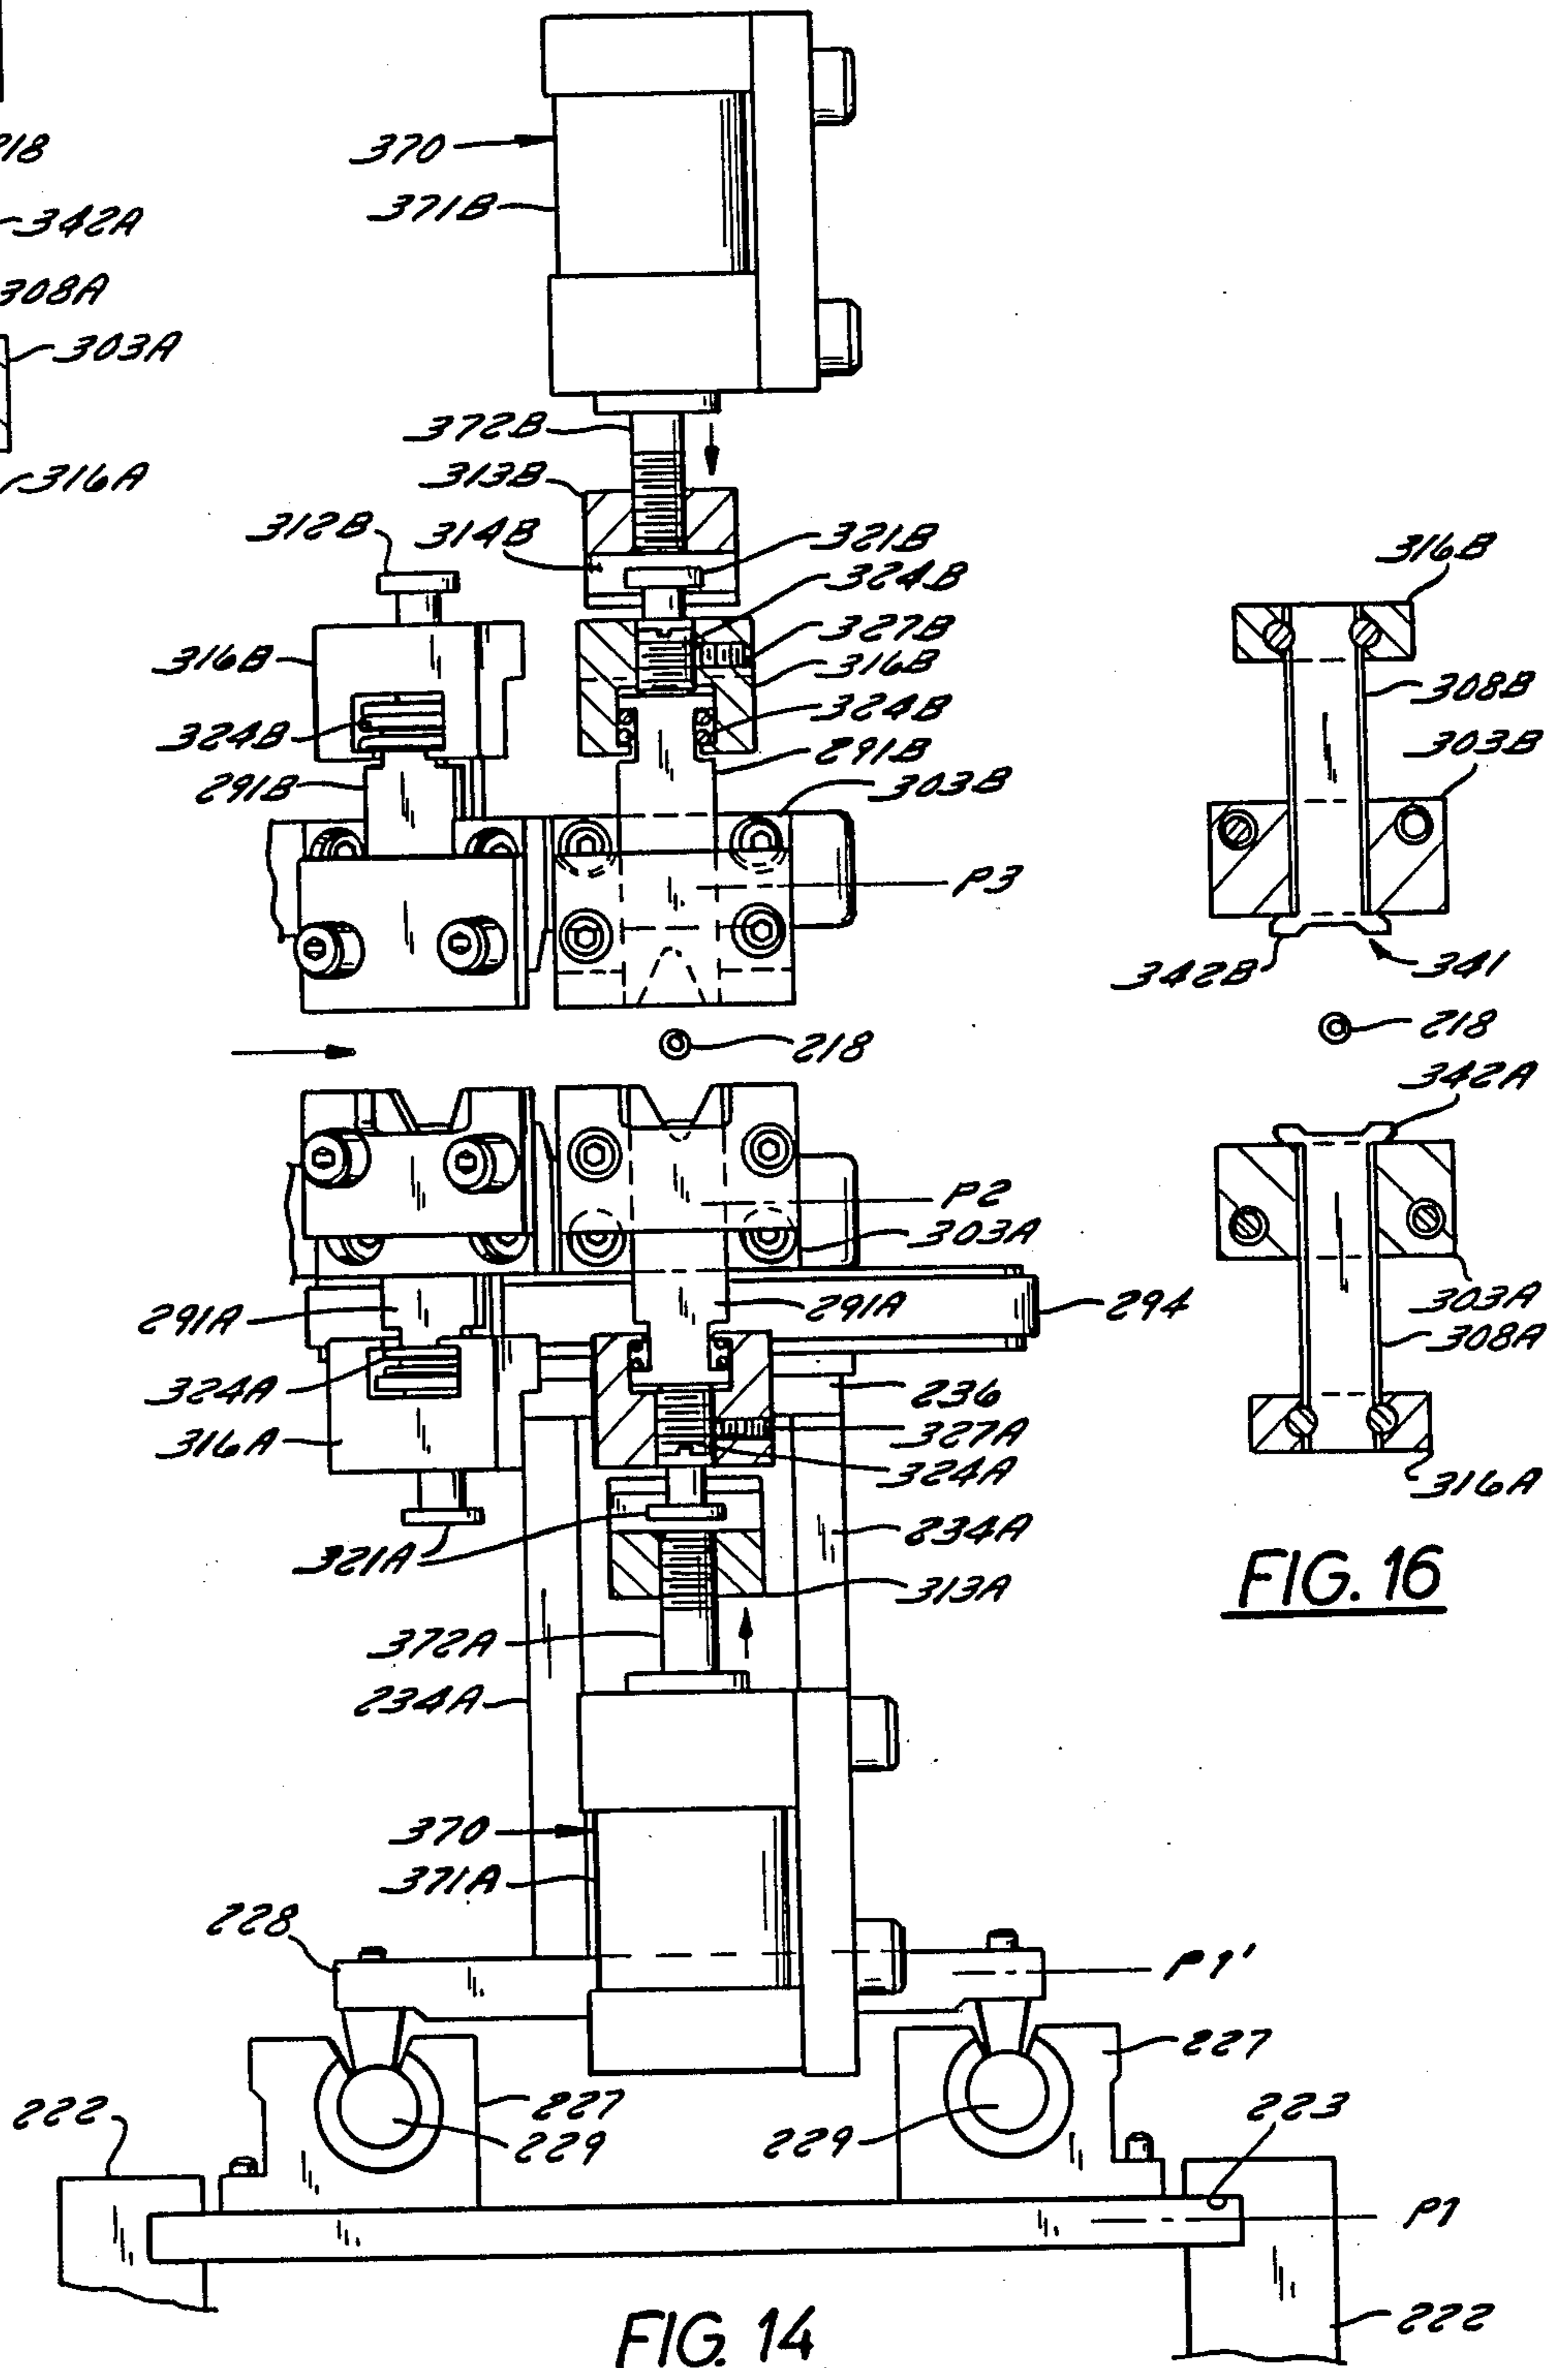 218
342A
308A
303A
316A
370
371B
372B
313B
312B
314B
321B
324B
316B
327B
316B
324B
324B
291B
291B
303B
P3
218
P2
303A
291A
291A
294
324A
236
316A
327A
324A
321A
234A
313A
372A
234A
370
371A
228
P1'
227
222
227
229
229
223
P1
222
FIG. 14
316B
308B
303B
342B
341
218
342A
303A
308A
316A
FIG. 16